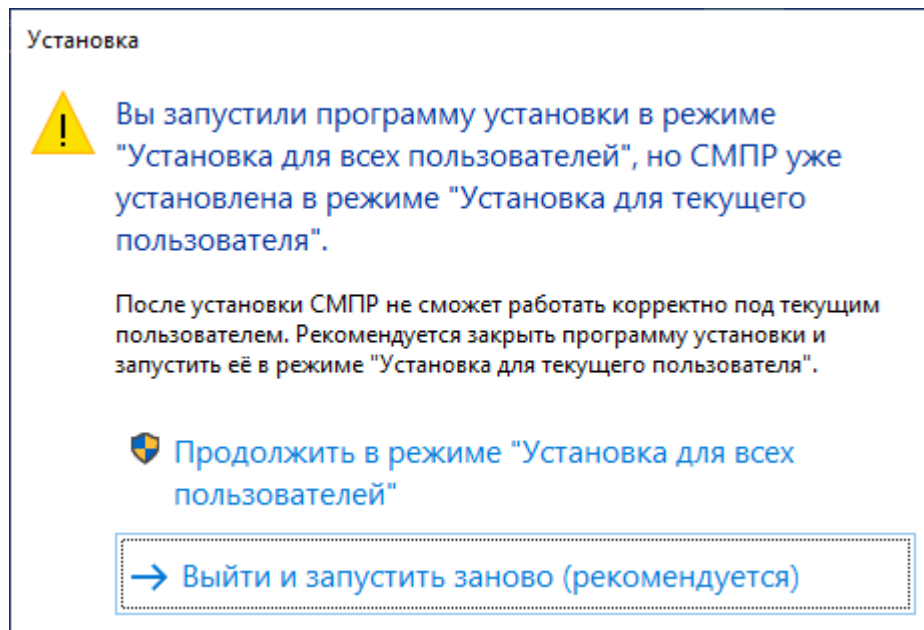 Установка
Вы запустили программу установки в режиме
"Установка для всех пользователей", но СМПР уже
установлена в режиме "Установка для текущего
пользователя".
После установки СМПР не сможет работать корректно под текущим
пользователем. Рекомендуется закрыть программу установки и
запустить её в режиме "Установка для текущего пользователя".
Продолжить в режиме "Установка для всех
пользователей"
Выйти и запустить заново (рекомендуется)